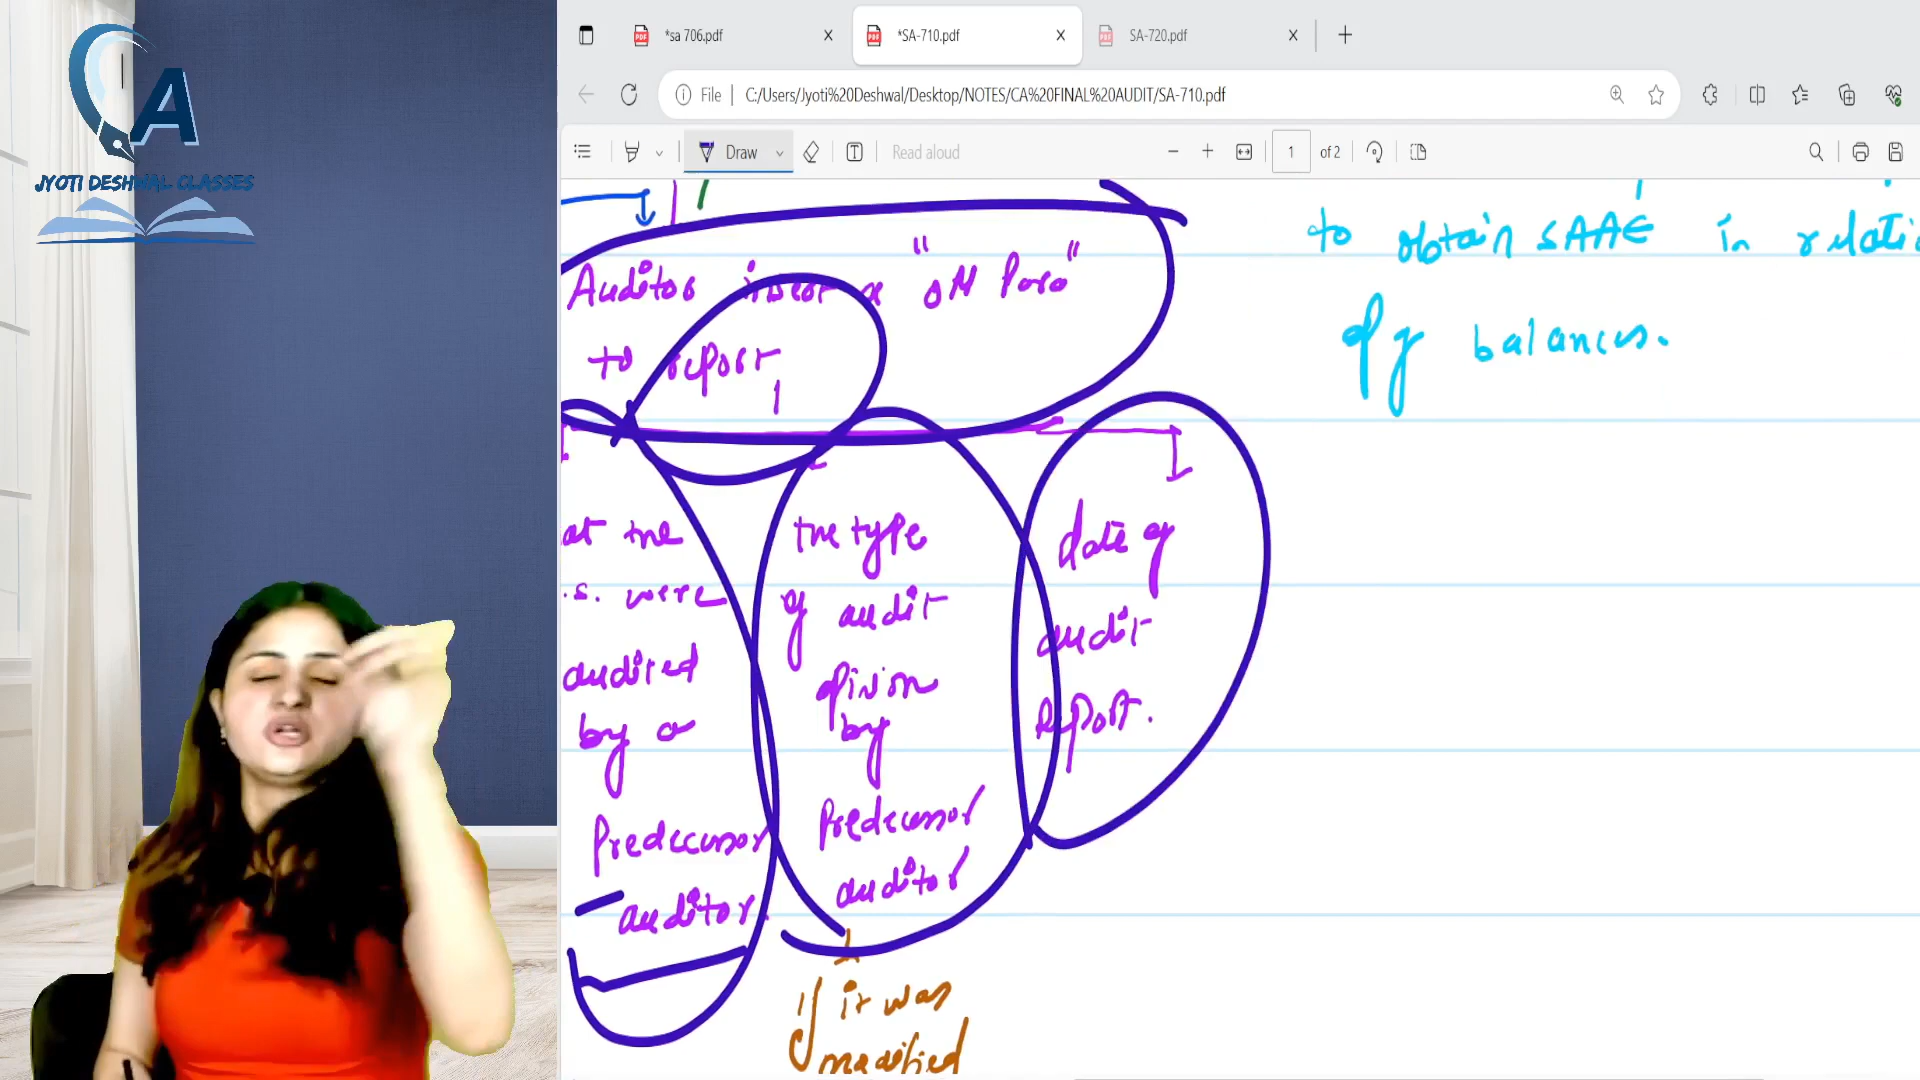 CA
JYOTI DESHWAL CLASSES
*sa 706.pdf
*SA-710.pdf
SA-720.pdf
File
C:/Users/Jyoti%20Deshwal/Desktop/NOTES/CA%20FINAL%20AUDIT/SA-710.pdf
Draw
Read aloud
1 of 2
Auditor insert a "OM Para"
to report
at the
.s. were
audited
by a
Predecessor
auditor.
the type
of audit
opinion
by
Predecessor
auditor
if it was
modified
date of
audit
report.
to obtain SAAE in relati
op balances.